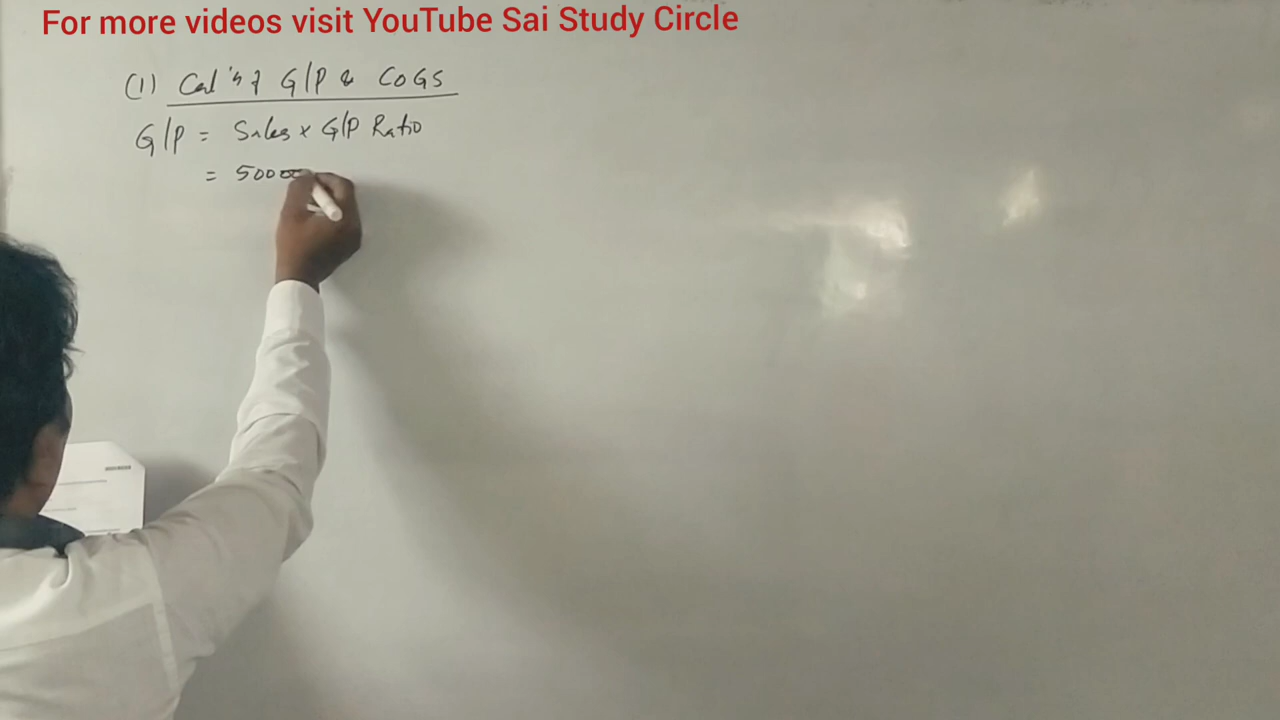 For more videos visit YouTube Sai Study Circle
(1) Cal'n of G/P & COGS
G/P = Sales x G/P Ratio
= 50000